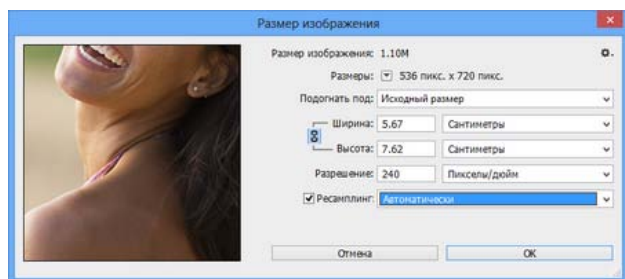 Размер изображения
Размер изображения: 1.10M
Размеры: 536 пикс. x 720 пикс.
Подогнать под: Исходный размер
Ширина: 5.67 Сантиметры
Высота: 7.62 Сантиметры
Разрешение: 240 Пикселы/дюйм
Ресамплинг: Автоматически
Отмена OK